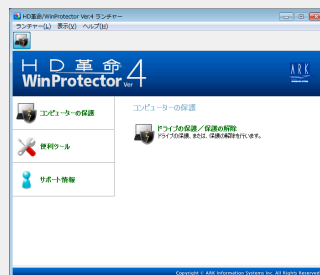 HD革命/WinProtector Ver.4 ランチャー
ランチャー(L) 表示(V) ヘルプ(H)
HD革命
WinProtector Ver 4
ARK
コンピューターの保護
便利ツール
サポート情報
コンピューターの保護
ドライブの保護/保護の解除
ドライブの保護、または、保護の解除を行います。
Copyright © ARK Information Systems Inc. All Rights Reserved